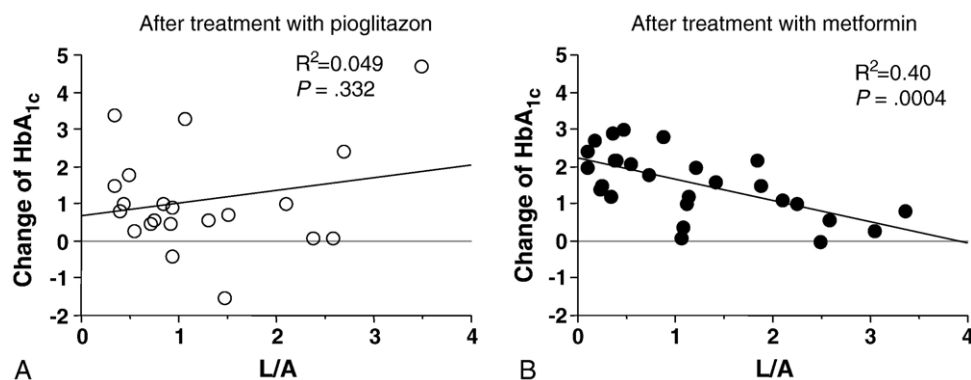 After treatment with pioglitazon
R²=0.049
P = .332
Change of HbA1c
5
4
3
2
1
0
-1
-2
0
1
2
3
4
L/A
A
After treatment with metformin
R²=0.40
P = .0004
Change of HbA1c
5
4
3
2
1
0
-1
-2
0
1
2
3
4
L/A
B